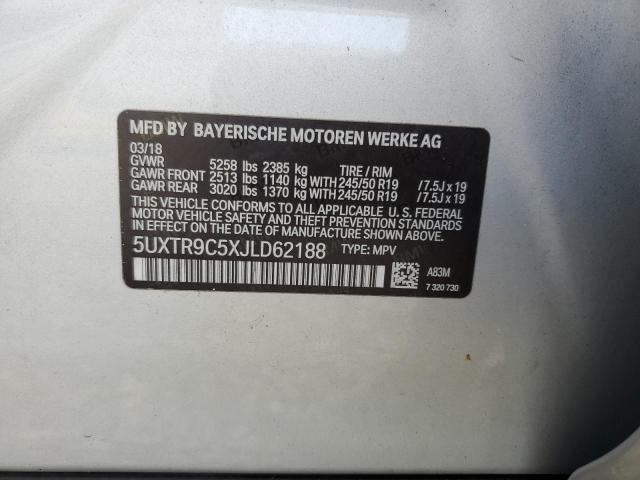 MFD BY BAYERISCHE MOTOREN WERKE AG
03/18
GVWR 5258 lbs 2385 kg TIRE / RIM
GAWR FRONT 2513 lbs 1140 kg WITH 245/50 R19 / 7.5J x 19
GAWR REAR 3020 lbs 1370 kg WITH 245/50 R19 / 7.5J x 19
THIS VEHICLE CONFORMS TO ALL APPLICABLE U.S. FEDERAL
MOTOR VEHICLE SAFETY, BUMPER, AND THEFT PREVENTION
STANDARDS IN EFFECT ON THE DATE OF MANUFACTURE SHOWN
ABOVE.
5UXTR9C5XJLD62188 TYPE: MPV
A83M
7 320 730